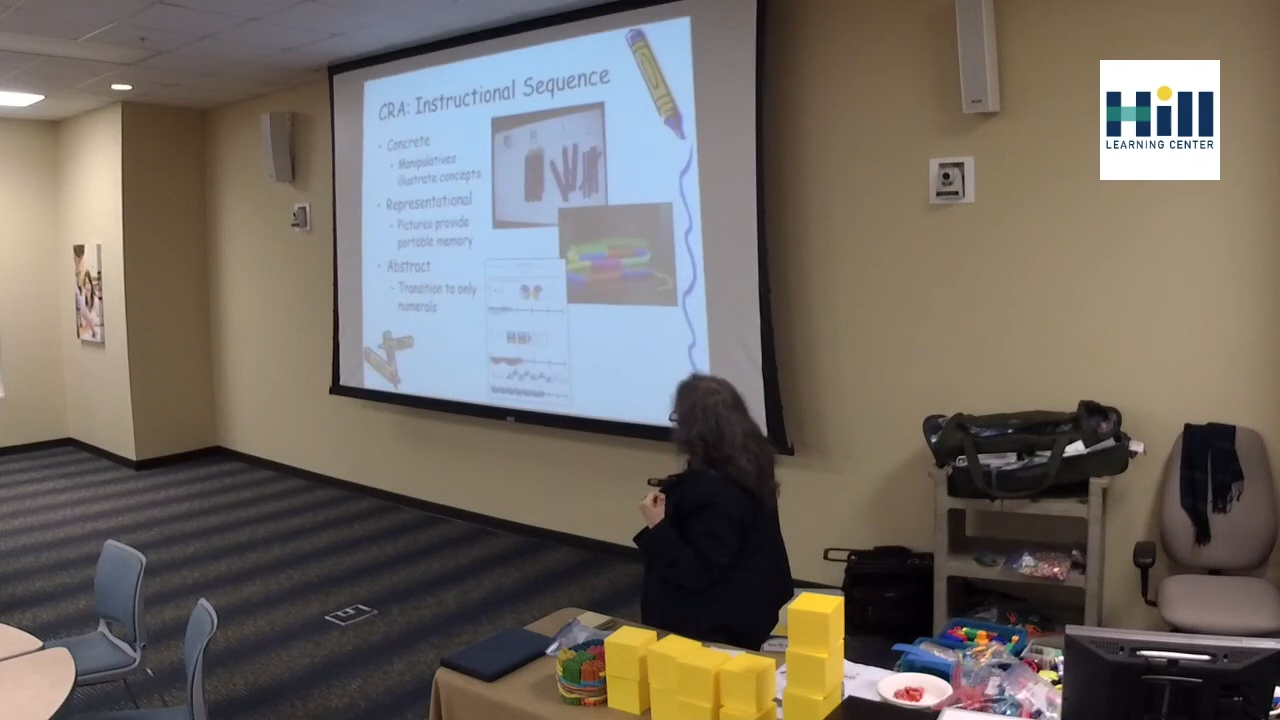 CRA: Instructional Sequence
• Concrete
- Manipulatives
illustrate concepts
• Representational
- Pictures provide
portable memory
• Abstract
- Transition to only
numerals
Hill
LEARNING CENTER